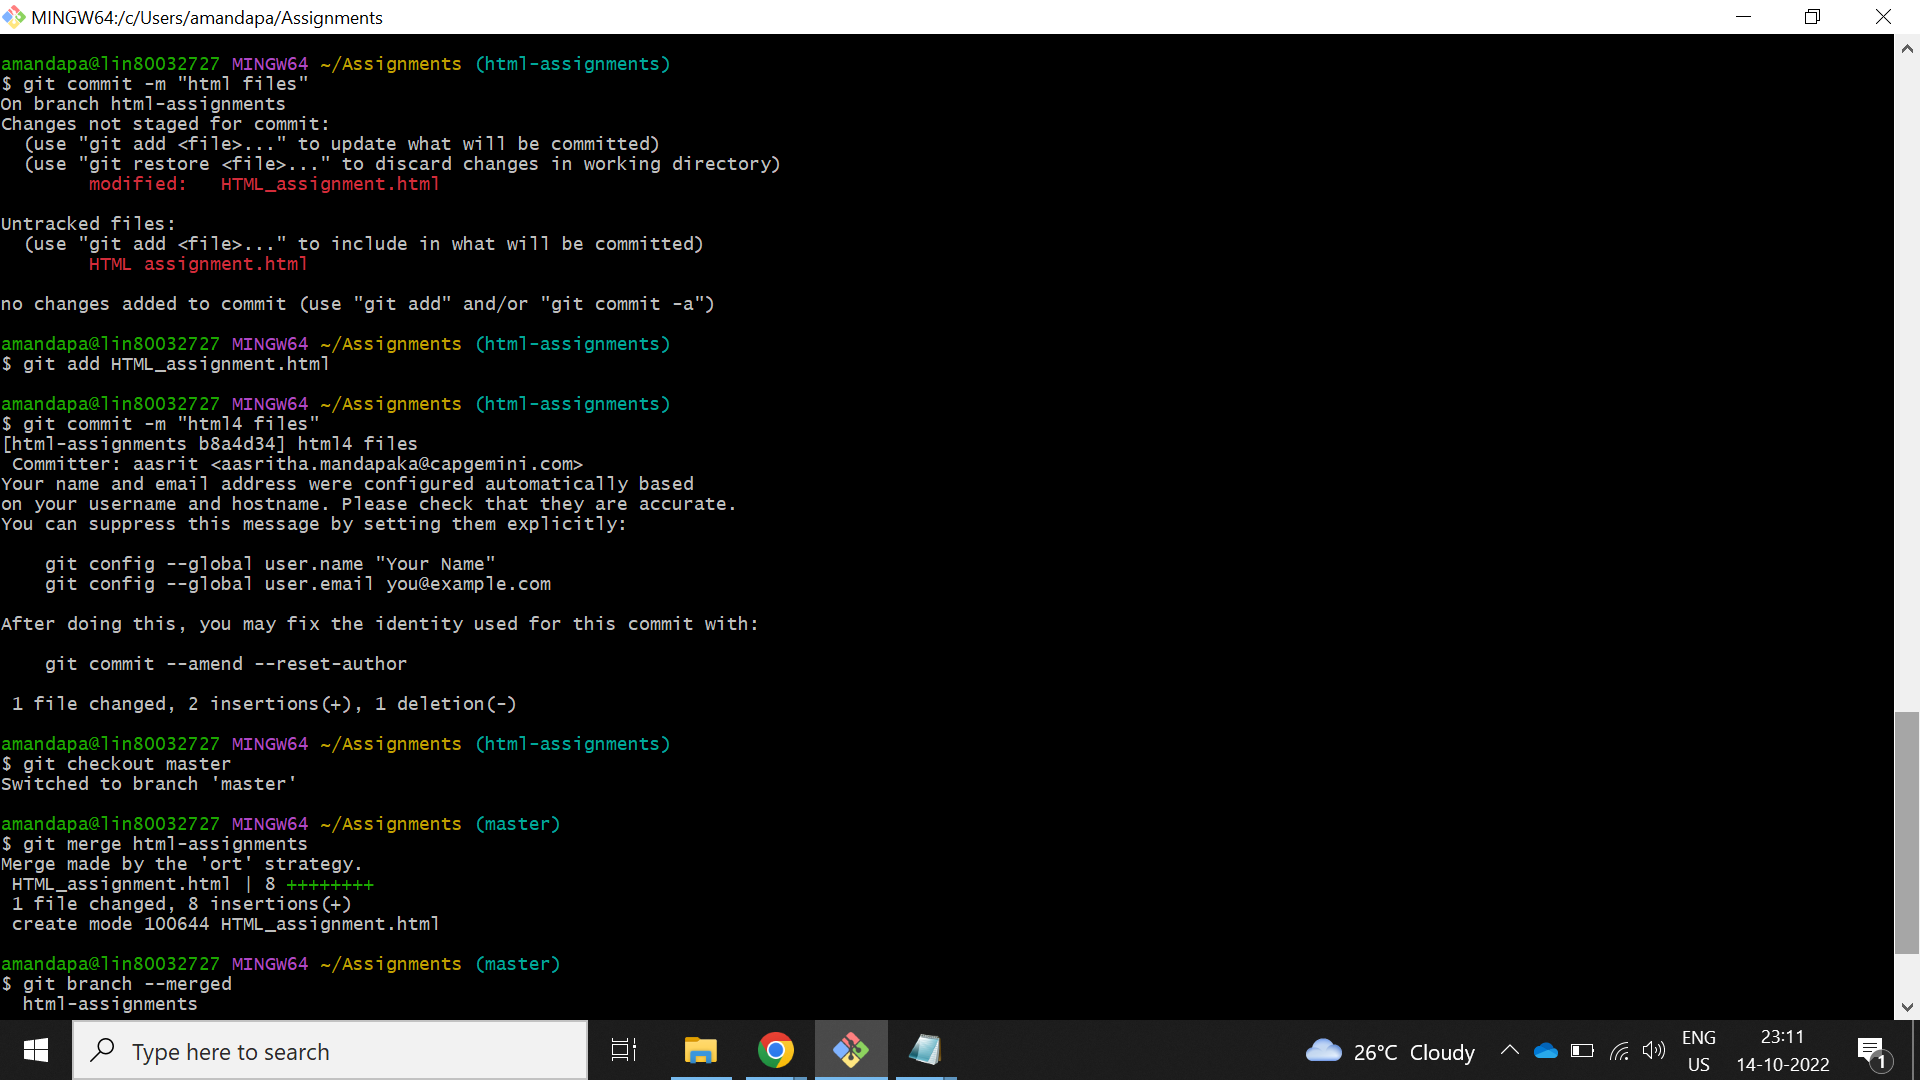 MINGW64:/c/Users/amandapa/Assignments
amandapa@lin80032727 MINGW64 ~/Assignments (html-assignments)
$ git commit -m "html files"
On branch html-assignments
Changes not staged for commit:
  (use "git add <file>..." to update what will be committed)
  (use "git restore <file>..." to discard changes in working directory)
        modified:   HTML_assignment.html

Untracked files:
  (use "git add <file>..." to include in what will be committed)
        HTML assignment.html

no changes added to commit (use "git add" and/or "git commit -a")

amandapa@lin80032727 MINGW64 ~/Assignments (html-assignments)
$ git add HTML_assignment.html

amandapa@lin80032727 MINGW64 ~/Assignments (html-assignments)
$ git commit -m "html4 files"
[html-assignments b8a4d34] html4 files
 Committer: aasrit <aasritha.mandapaka@capgemini.com>
Your name and email address were configured automatically based
on your username and hostname. Please check that they are accurate.
You can suppress this message by setting them explicitly:

    git config --global user.name "Your Name"
    git config --global user.email you@example.com

After doing this, you may fix the identity used for this commit with:

    git commit --amend --reset-author

 1 file changed, 2 insertions(+), 1 deletion(-)

amandapa@lin80032727 MINGW64 ~/Assignments (html-assignments)
$ git checkout master
Switched to branch 'master'

amandapa@lin80032727 MINGW64 ~/Assignments (master)
$ git merge html-assignments
Merge made by the 'ort' strategy.
 HTML_assignment.html | 8 ++++++++
 1 file changed, 8 insertions(+)
 create mode 100644 HTML_assignment.html

amandapa@lin80032727 MINGW64 ~/Assignments (master)
$ git branch --merged
  html-assignments
Type here to search
26°C Cloudy
ENG
US
23:11
14-10-2022
1